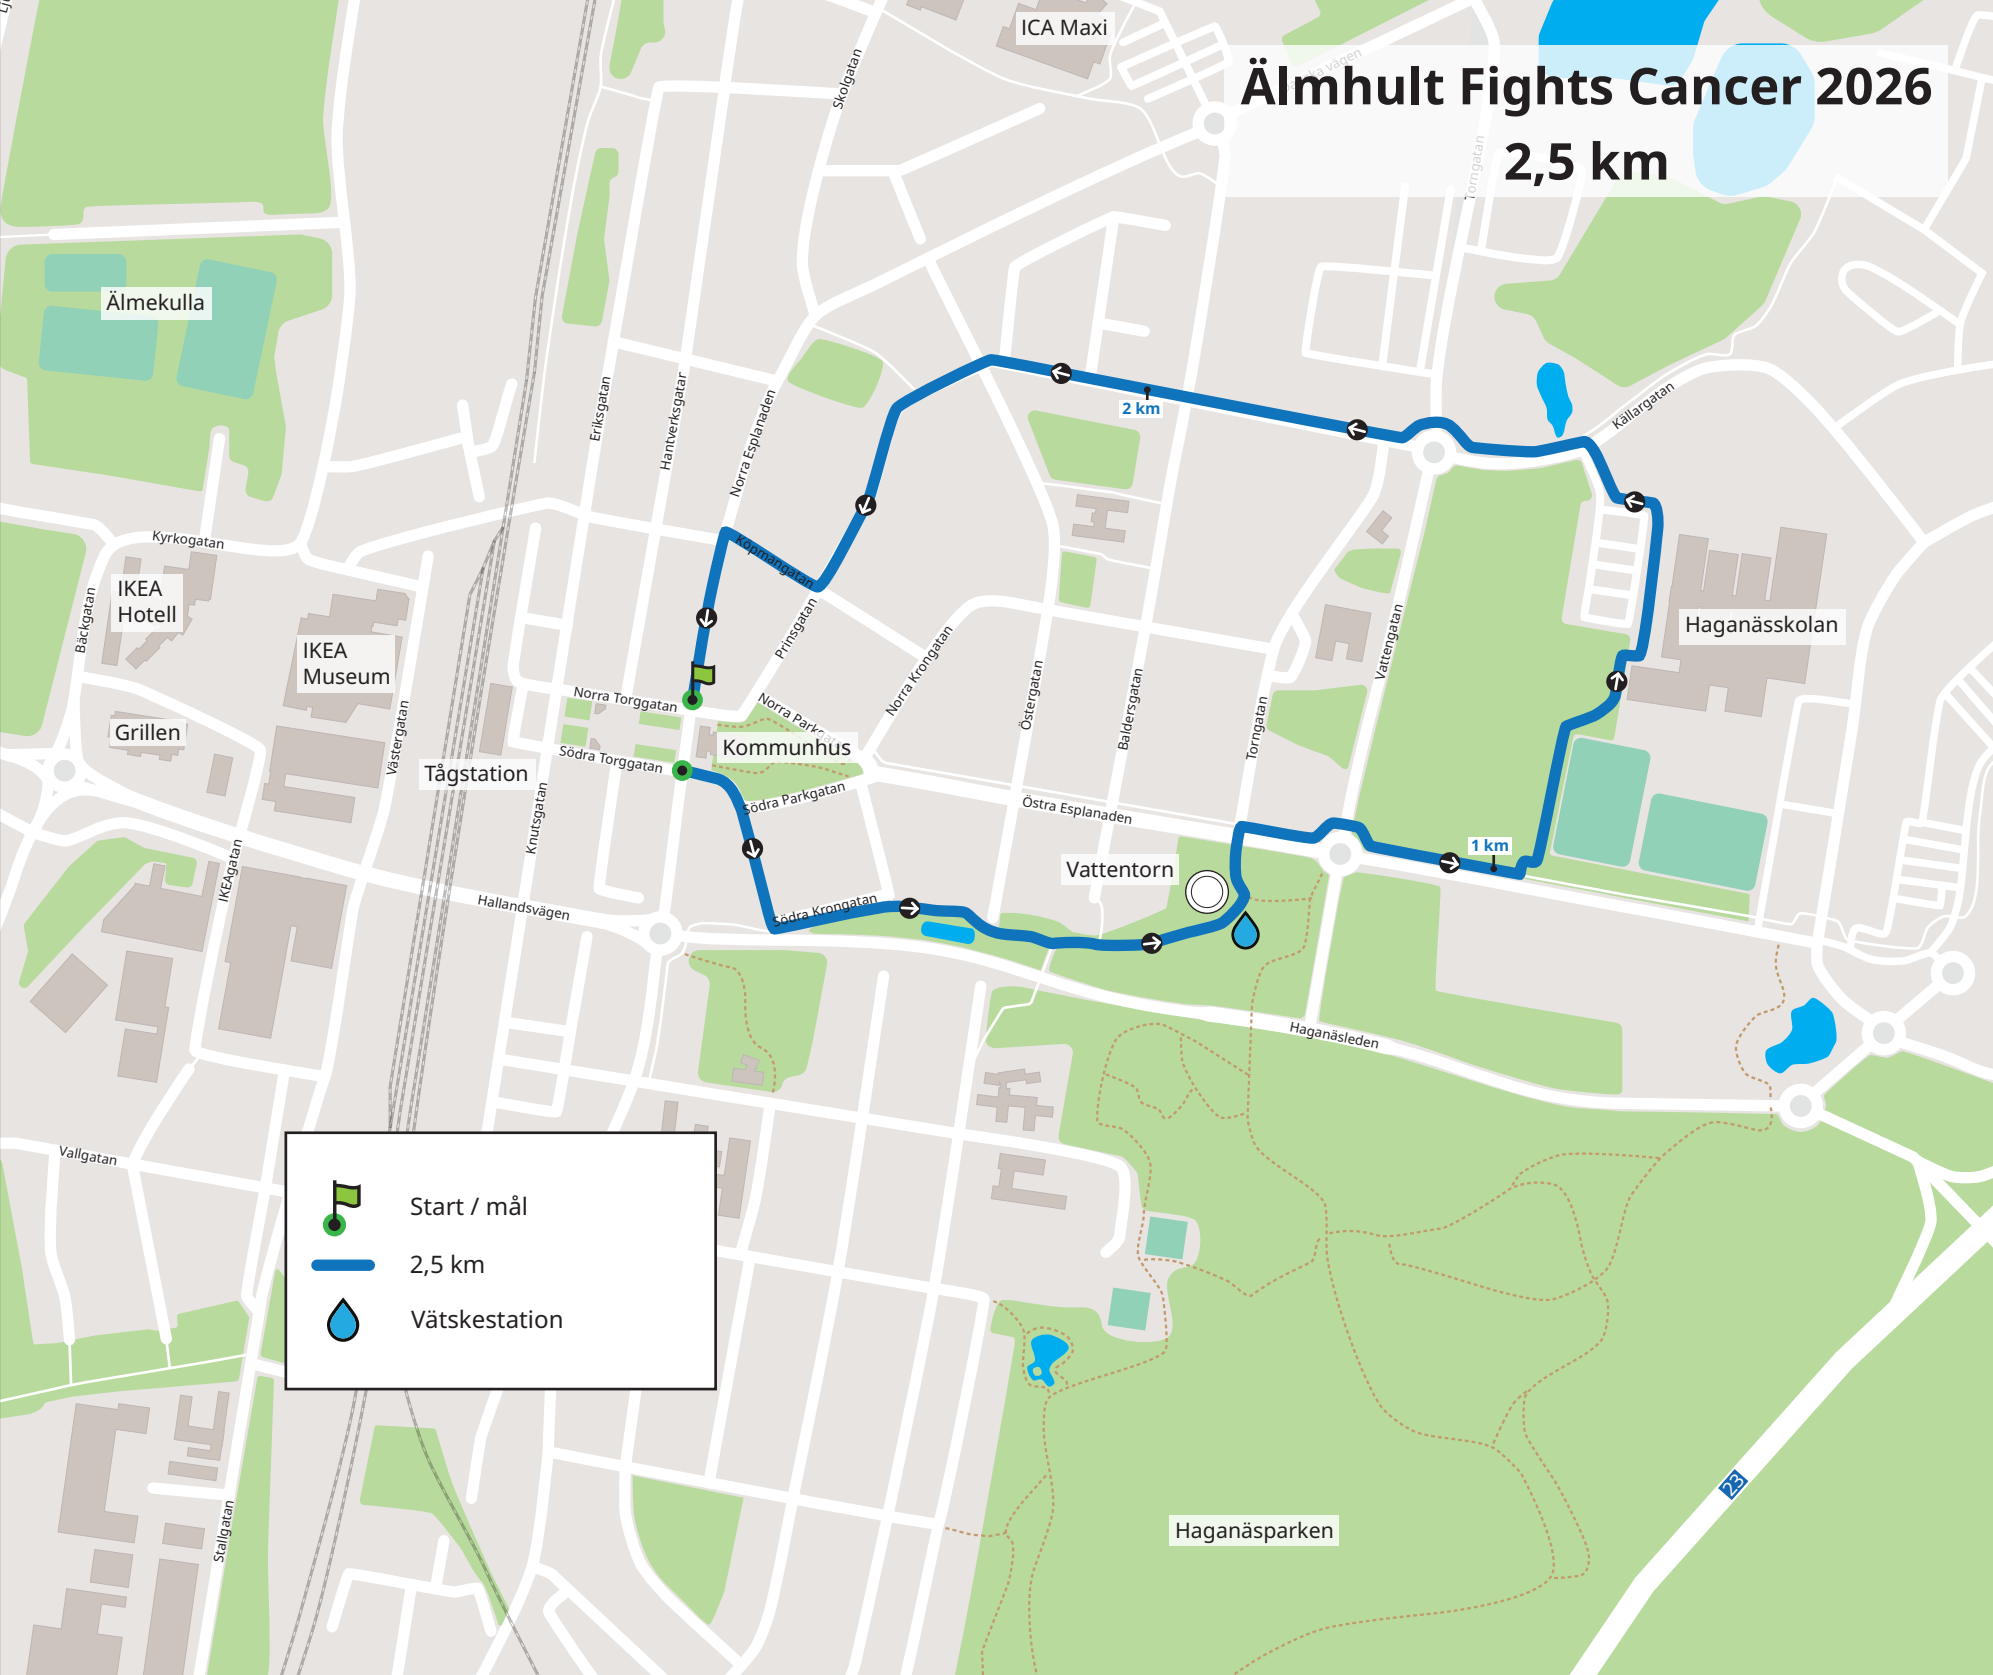 ICA Maxi
Älmhult Fights Cancer 2026
2,5 km
Skolgatan
Torngatan
Älmekulla
Eriksgatan
Hantverksgatar
Norra Esplanaden
2 km
Källargatan
Kyrkogatan
Köpmangatan
IKEA
Hotell
Bäckgatan
IKEA
Museum
Prinsgatan
Norra Krongatan
Östergatan
Baldersgatan
Torngatan
Vattengatan
Haganässkolan
Norra Torggatan
Norra Parkgatan
Grillen
Västergatan
Kommunhus
Södra Torggatan
Tågstation
Knutsgatan
Södra Parkgatan
Östra Esplanaden
1 km
Vattentorn
IKEAgatan
Hallandsvägen
Södra Krongatan
Haganäsleden
Vallgatan
Start / mål
2,5 km
Vätskestation
23
Stallgatan
Haganäsparken